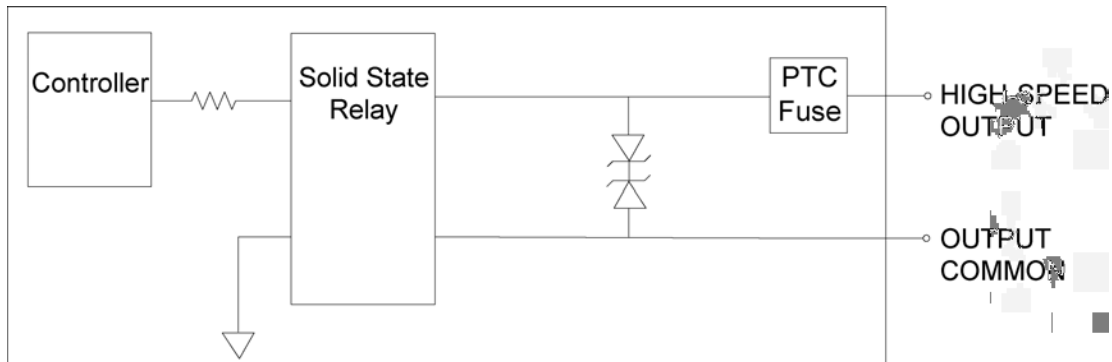 Controller
Solid State
Relay
PTC
Fuse
HIGH SPEED
OUTPUT
OUTPUT
COMMON